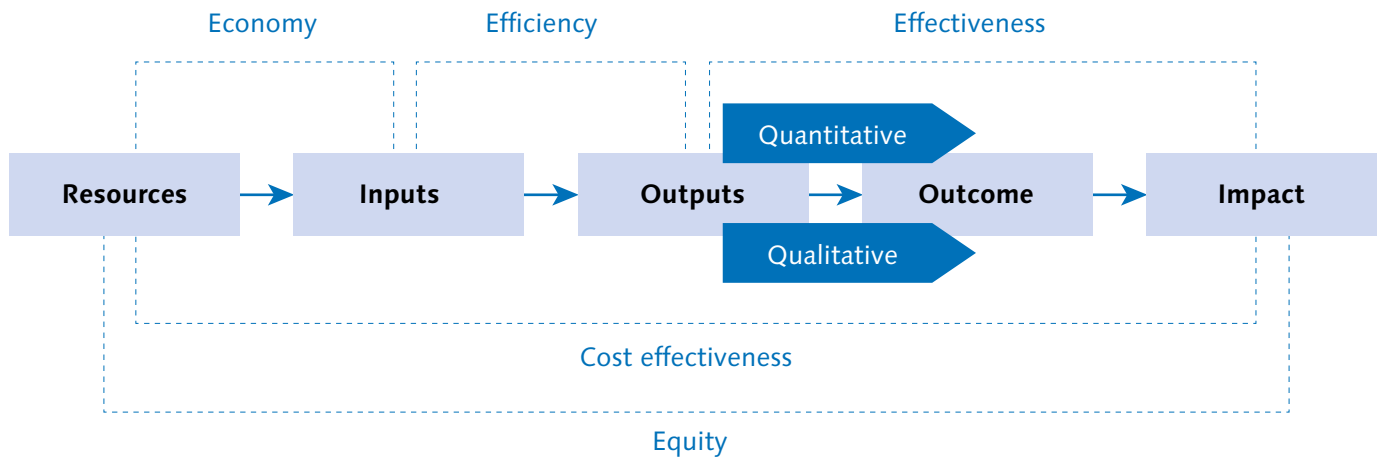 Economy
Efficiency
Effectiveness
Quantitative
Resources
Inputs
Outputs
Outcome
Impact
Qualitative
Cost effectiveness
Equity